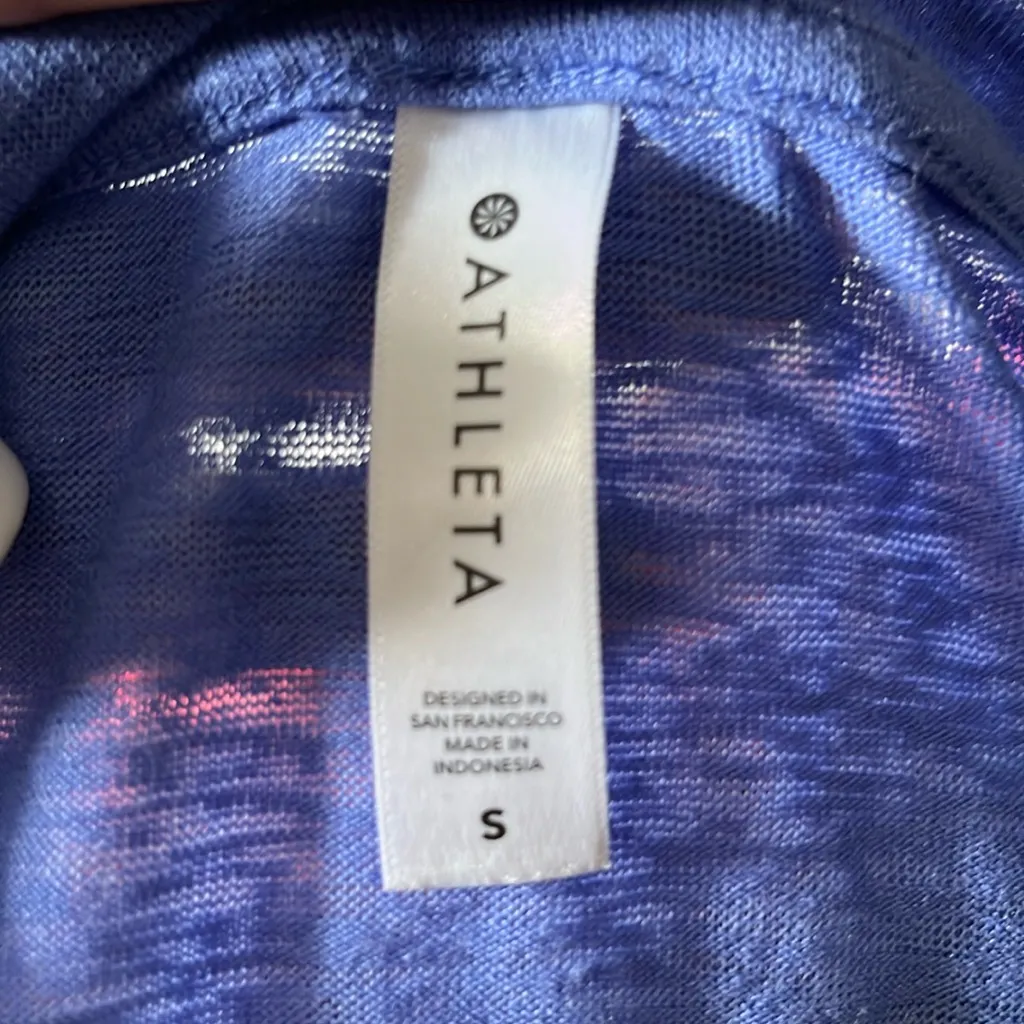 ATHLETA
DESIGNED IN
SAN FRANCISCO
MADE IN
INDONESIA
S